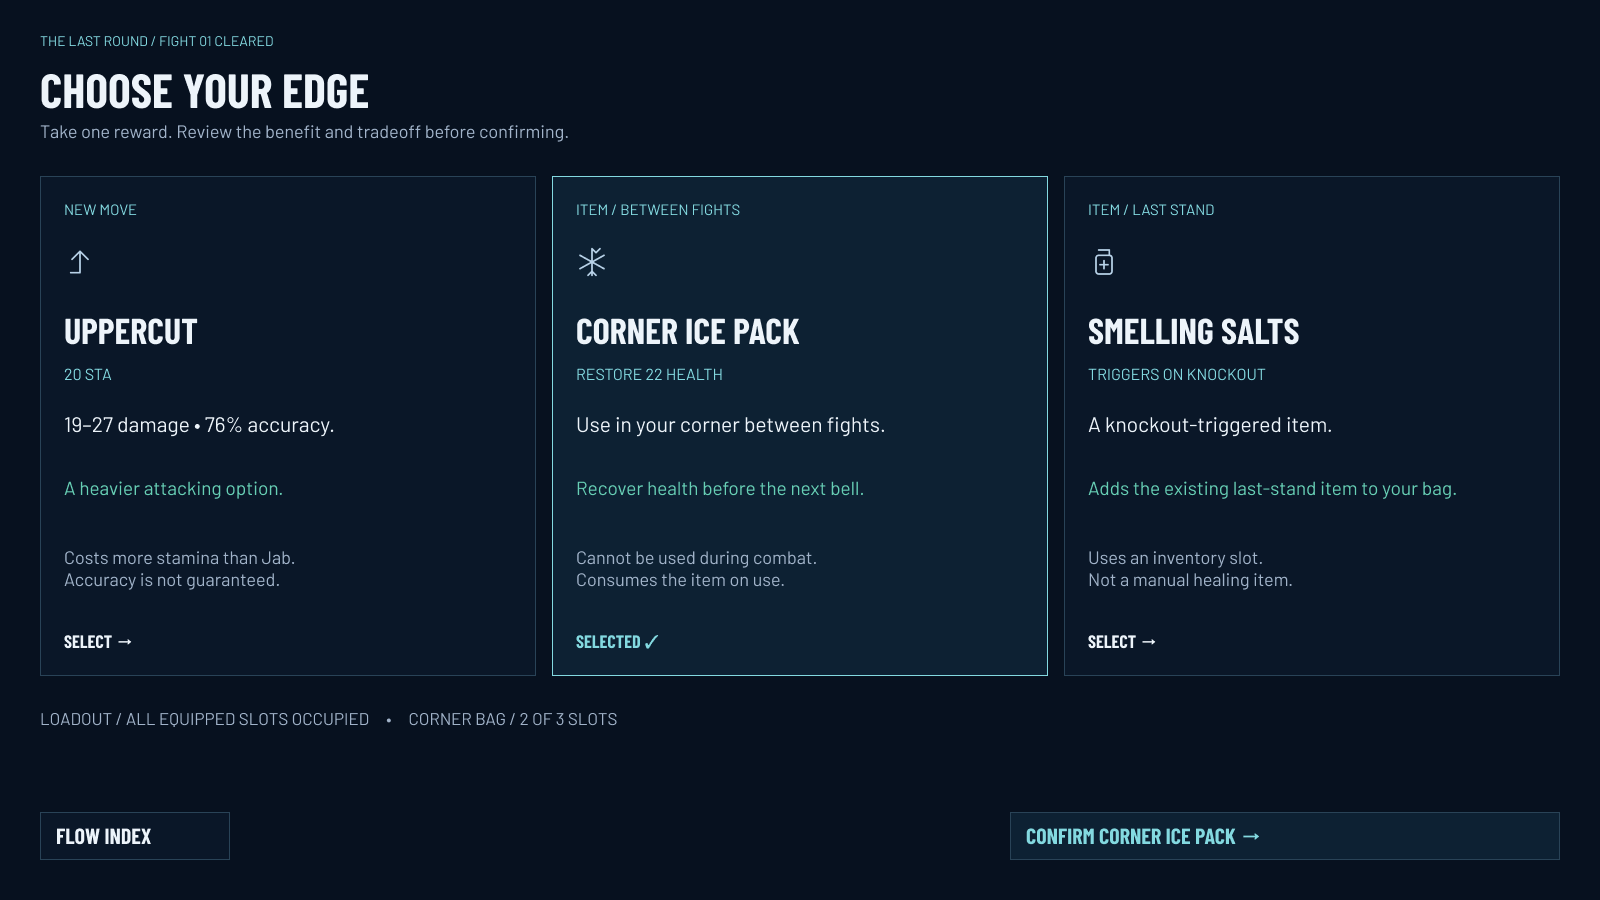 THE LAST ROUND / FIGHT 01 CLEARED
CHOOSE YOUR EDGE
Take one reward. Review the benefit and tradeoff before confirming.
NEW MOVE
UPPERCUT
20 STA
19–27 damage • 76% accuracy.
A heavier attacking option.
Costs more stamina than Jab.
Accuracy is not guaranteed.
SELECT →
ITEM / BETWEEN FIGHTS
CORNER ICE PACK
RESTORE 22 HEALTH
Use in your corner between fights.
Recover health before the next bell.
Cannot be used during combat.
Consumes the item on use.
SELECTED ✓
ITEM / LAST STAND
SMELLING SALTS
TRIGGERS ON KNOCKOUT
A knockout-triggered item.
Adds the existing last-stand item to your bag.
Uses an inventory slot.
Not a manual healing item.
SELECT →
LOADOUT / ALL EQUIPPED SLOTS OCCUPIED • CORNER BAG / 2 OF 3 SLOTS
FLOW INDEX
CONFIRM CORNER ICE PACK →